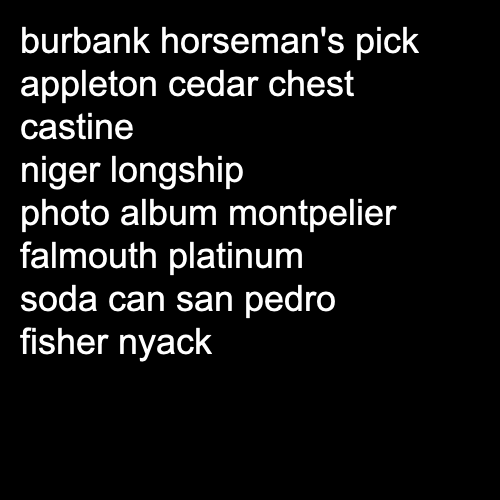 burbank horseman's pick
appleton cedar chest
castine
niger longship
photo album montpelier
falmouth platinum
soda can san pedro
fisher nyack